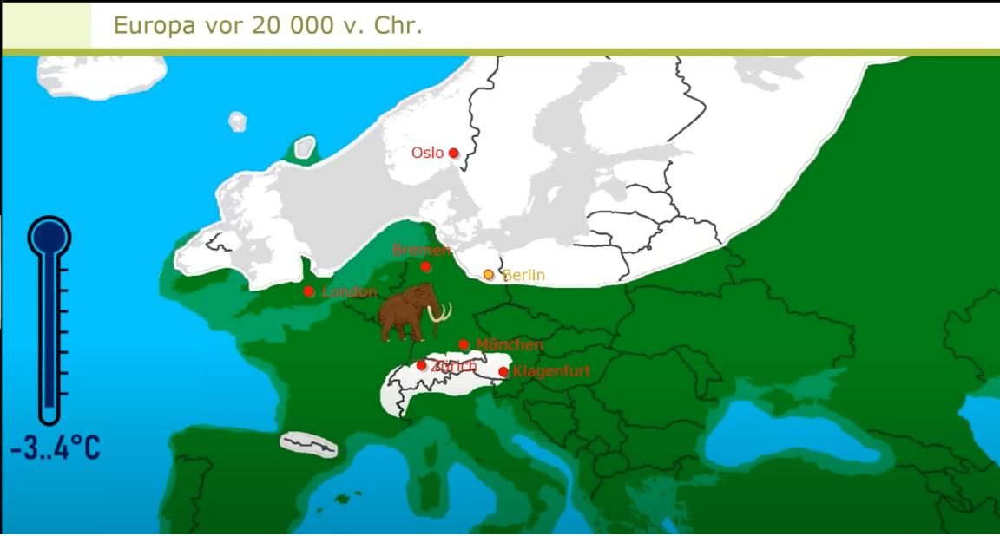 Europa vor 20 000 v. Chr.
Oslo
Bremen
Berlin
London
München
Zürich
Klagenfurt
-3..4°C